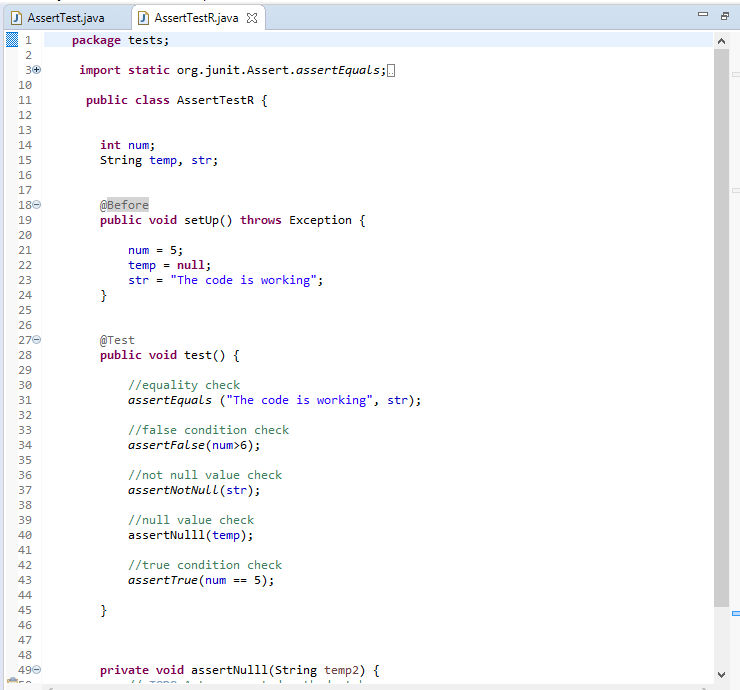 AssertTest.java AssertTestR.java
1 package tests;
2
3 import static org.junit.Assert.assertEquals;
10
11 public class AssertTestR {
12
13
14 int num;
15 String temp, str;
16
17
18 @Before
19 public void setUp() throws Exception {
20
21 num = 5;
22 temp = null;
23 str = "The code is working";
24 }
25
26
27 @Test
28 public void test() {
29
30 //equality check
31 assertEquals ("The code is working", str);
32
33 //false condition check
34 assertFalse(num>6);
35
36 //not null value check
37 assertNotNull(str);
38
39 //null value check
40 assertNulll(temp);
41
42 //true condition check
43 assertTrue(num == 5);
44
45 }
46
47
48
49 private void assertNulll(String temp2) {